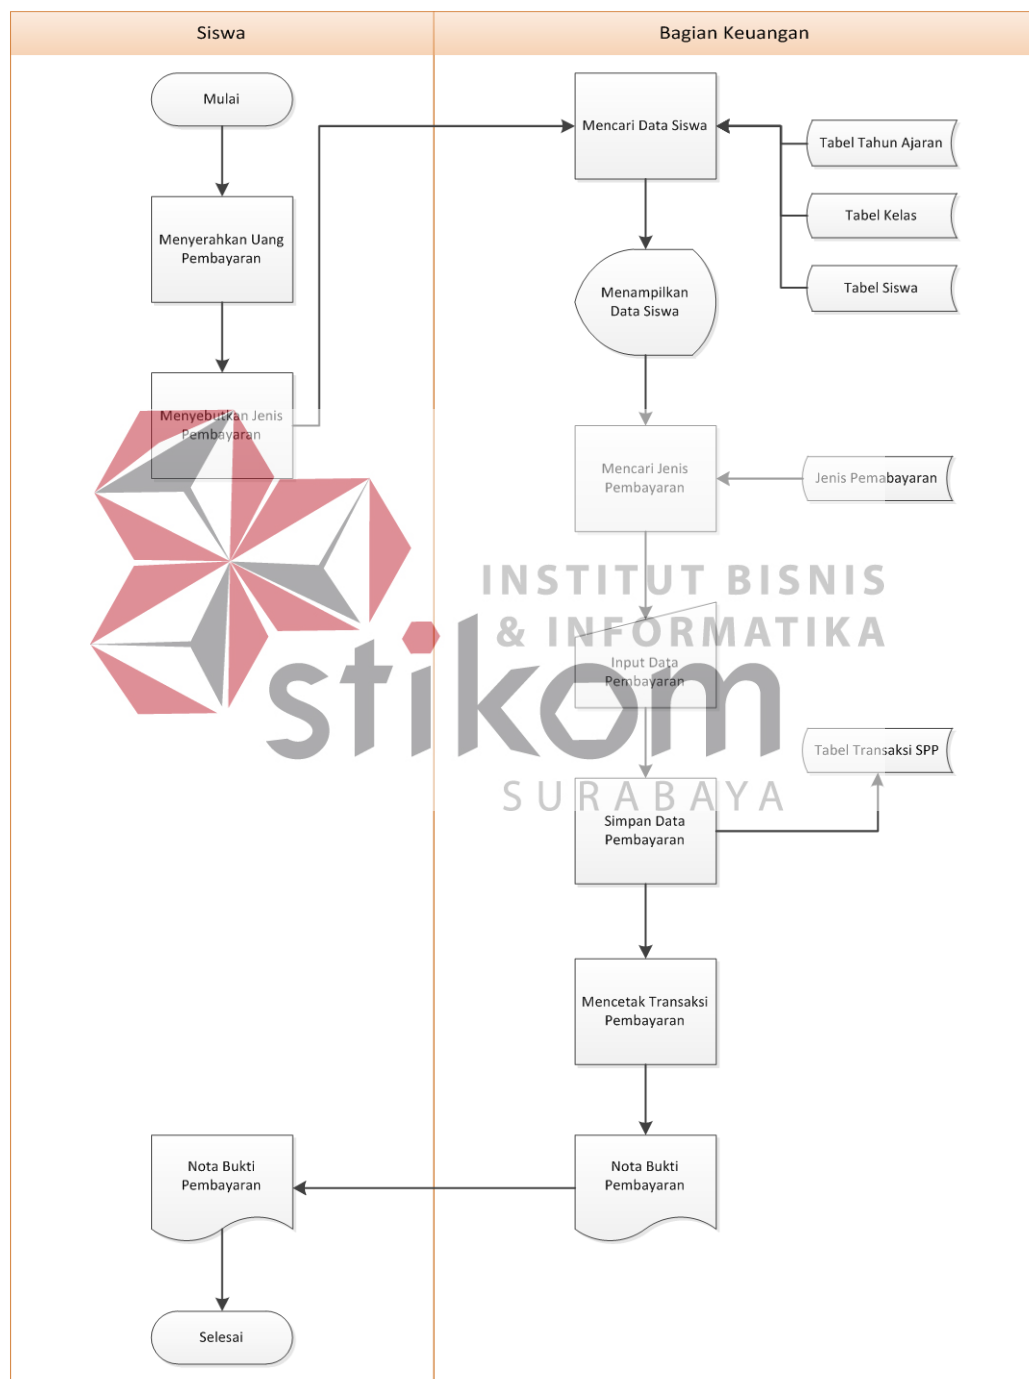 Siswa
Bagian Keuangan
Mulai
Menyerahkan Uang
Pembayaran
Menyebutkan Jenis
Pembayaran
Mencari Data Siswa
Tabel Tahun Ajaran
Tabel Kelas
Tabel Siswa
Menampilkan
Data Siswa
Mencari Jenis
Pembayaran
Jenis Pemabayaran
INSTITUT BISNIS
& INFORMATIKA
stikom
SURABAYA
Input Data
Pembayaran
Tabel Transaksi SPP
Simpan Data
Pembayaran
Mencetak Transaksi
Pembayaran
Nota Bukti
Pembayaran
Nota Bukti
Pembayaran
Selesai